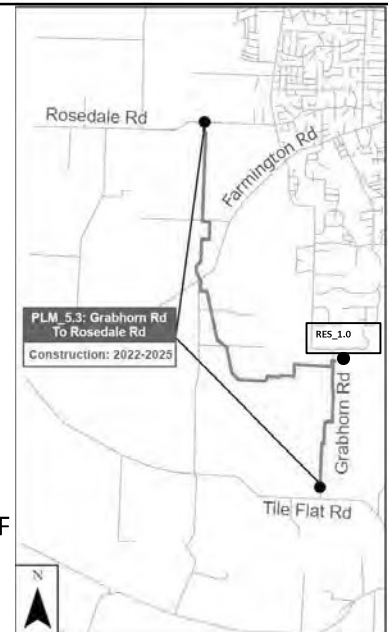 Rosedale Rd
Farmington Rd
PLM_5.3: Grabhorn Rd
To Rosedale Rd
Construction: 2022-2025
RES_1.0
Grabhorn Rd
Tile Flat Rd
F
N